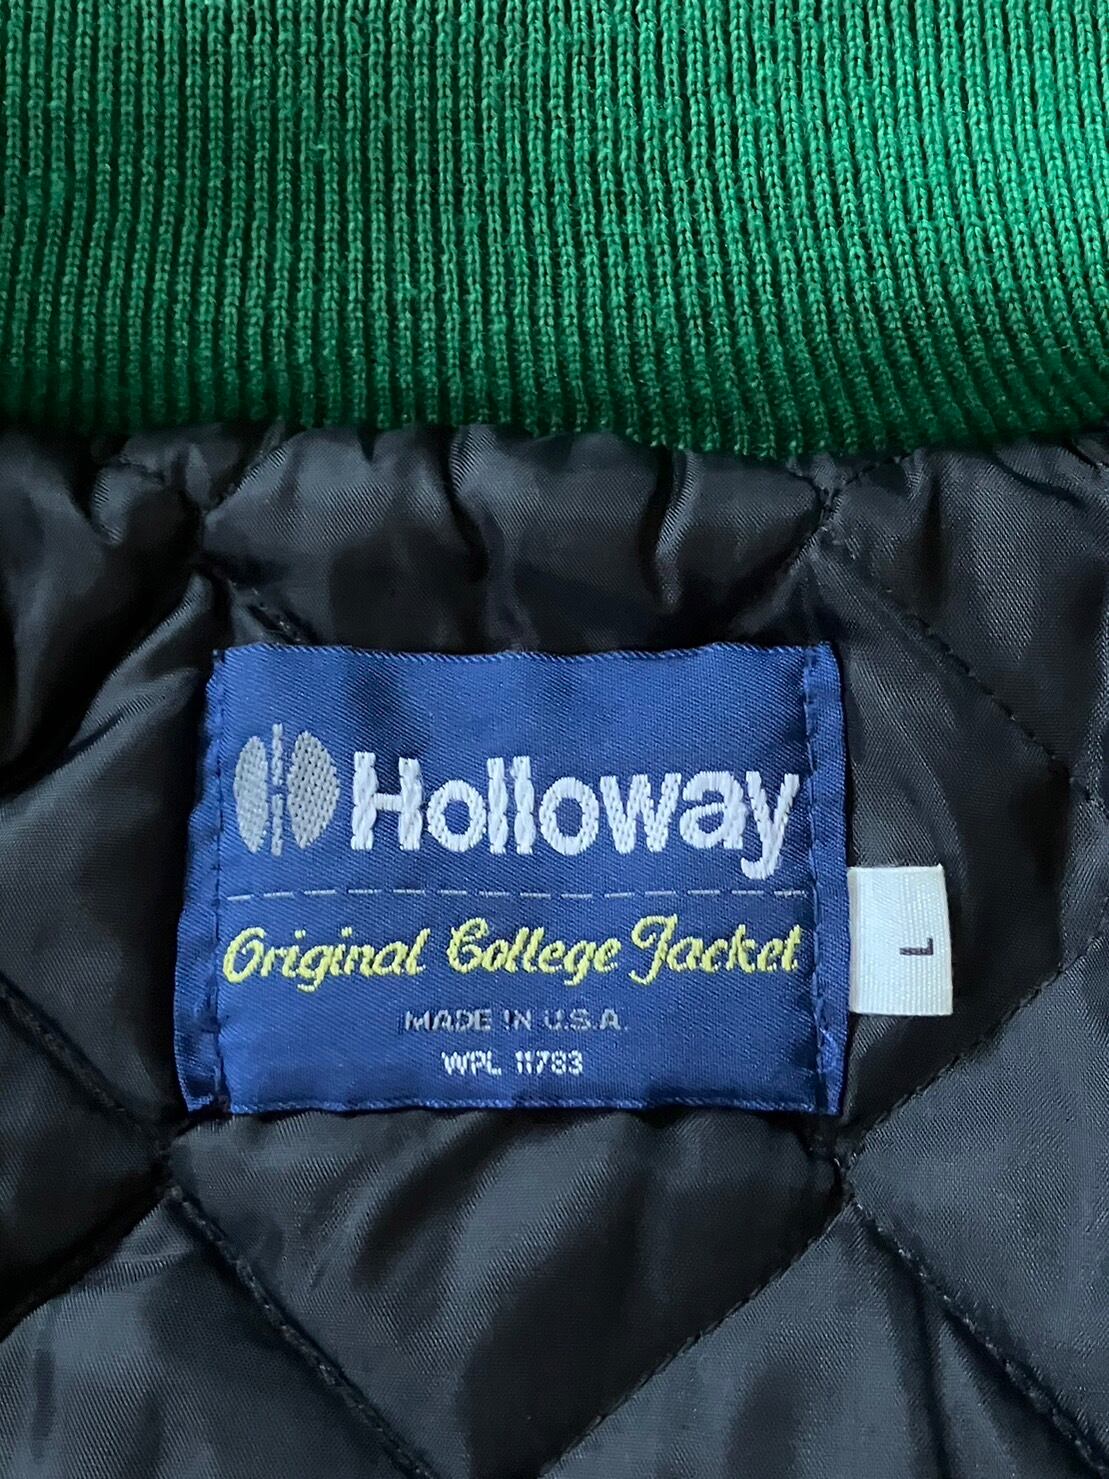 Holloway
Original College Jacket
MADE IN U.S.A.
WPL 11783
L